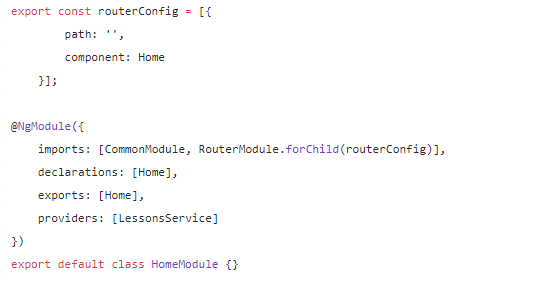 export const routerConfig = [{
        path: '',
        component: Home
    }];

@NgModule({
    imports: [CommonModule, RouterModule.forChild(routerConfig)],
    declarations: [Home],
    exports: [Home],
    providers: [LessonsService]
})
export default class HomeModule {}